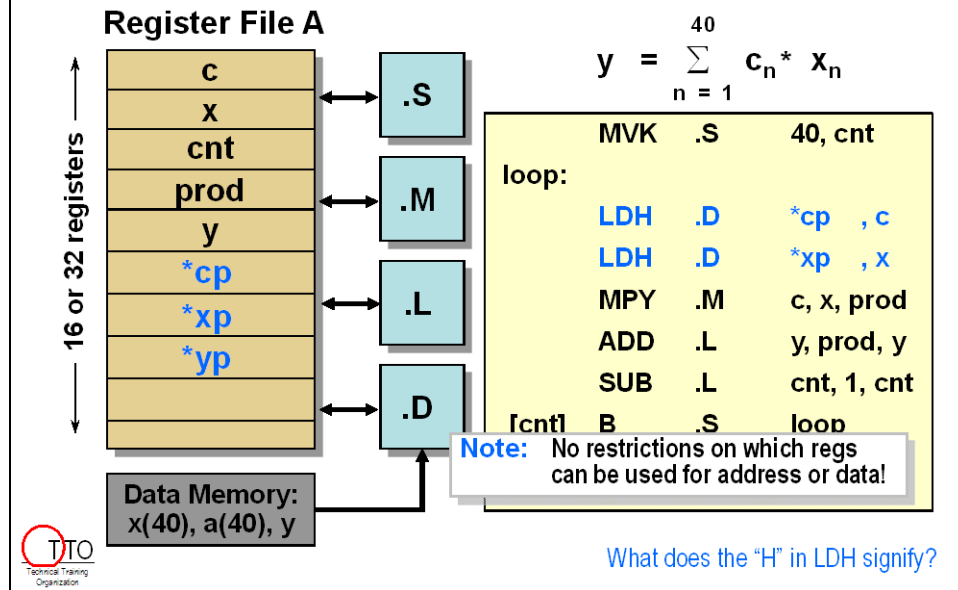 Register File A
16 or 32 registers
c
x
cnt
prod
y
*cp
*xp
*yp
.S
.M
.L
.D
Data Memory:
x(40), a(40), y
40
y = ∑ cn* xn
n = 1
MVK .S 40, cnt
loop:
LDH .D *cp , c
LDH .D *xp , x
MPY .M c, x, prod
ADD .L y, prod, y
SUB .L cnt, 1, cnt
[cnt] B .S loop
Note: No restrictions on which regs
can be used for address or data!
TTO
Technical Training
Organization
What does the “H” in LDH signify?